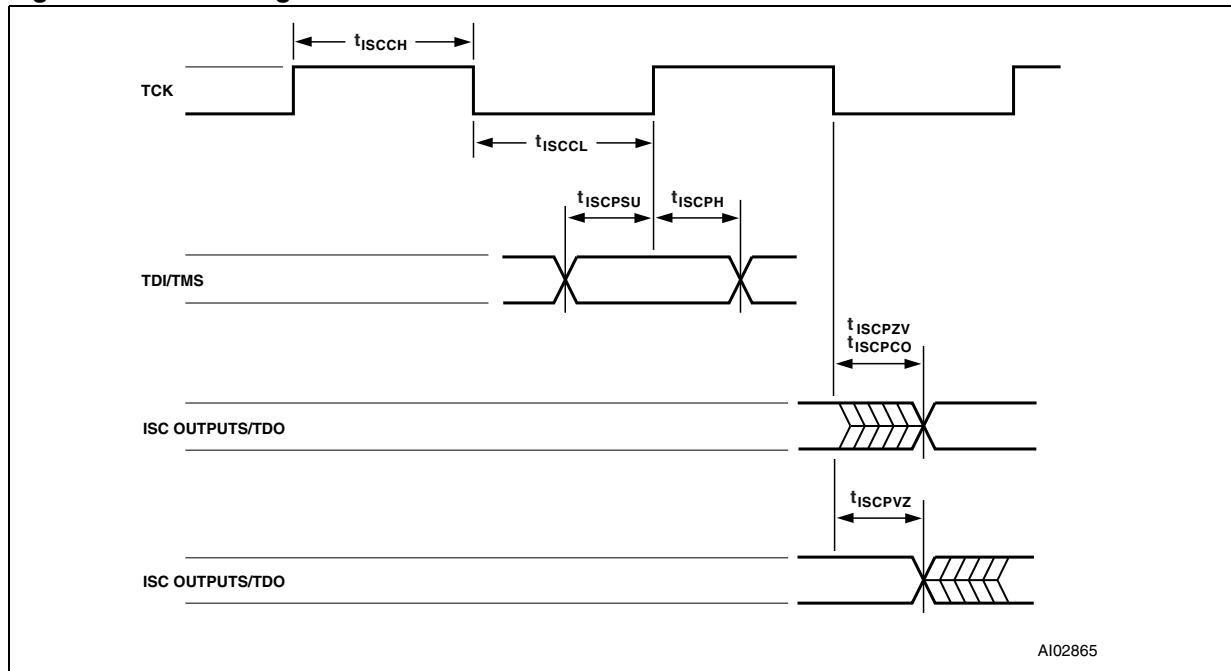 tISCCH
TCK
tISCCL
tISCPSU
tISCPH
TDI/TMS
tISCPZV
tISCPCO
ISC OUTPUTS/TDO
tISCPVZ
ISC OUTPUTS/TDO
AI02865